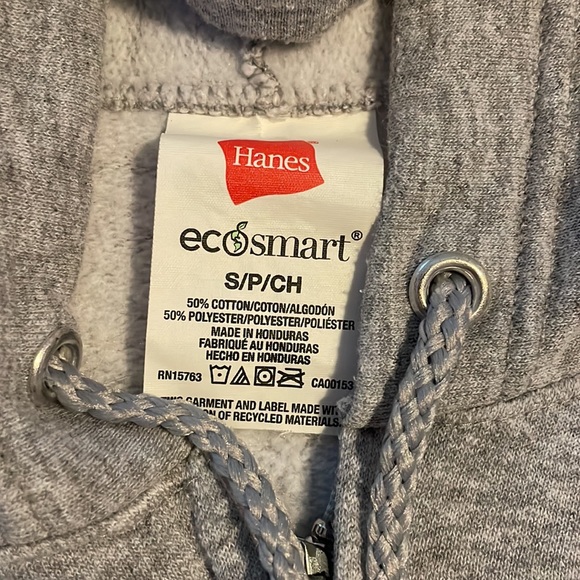 Hanes
ecosmart®
S/P/CH
50% COTTON/COTON/ALGODÓN
50% POLYESTER/POLYESTER/POLIÉSTER
MADE IN HONDURAS
FABRIQUÉ AU HONDURAS
HECHO EN HONDURAS
RN15763 CA00153
GARMENT AND LABEL MADE
OF RECYCLED MATERIALS.